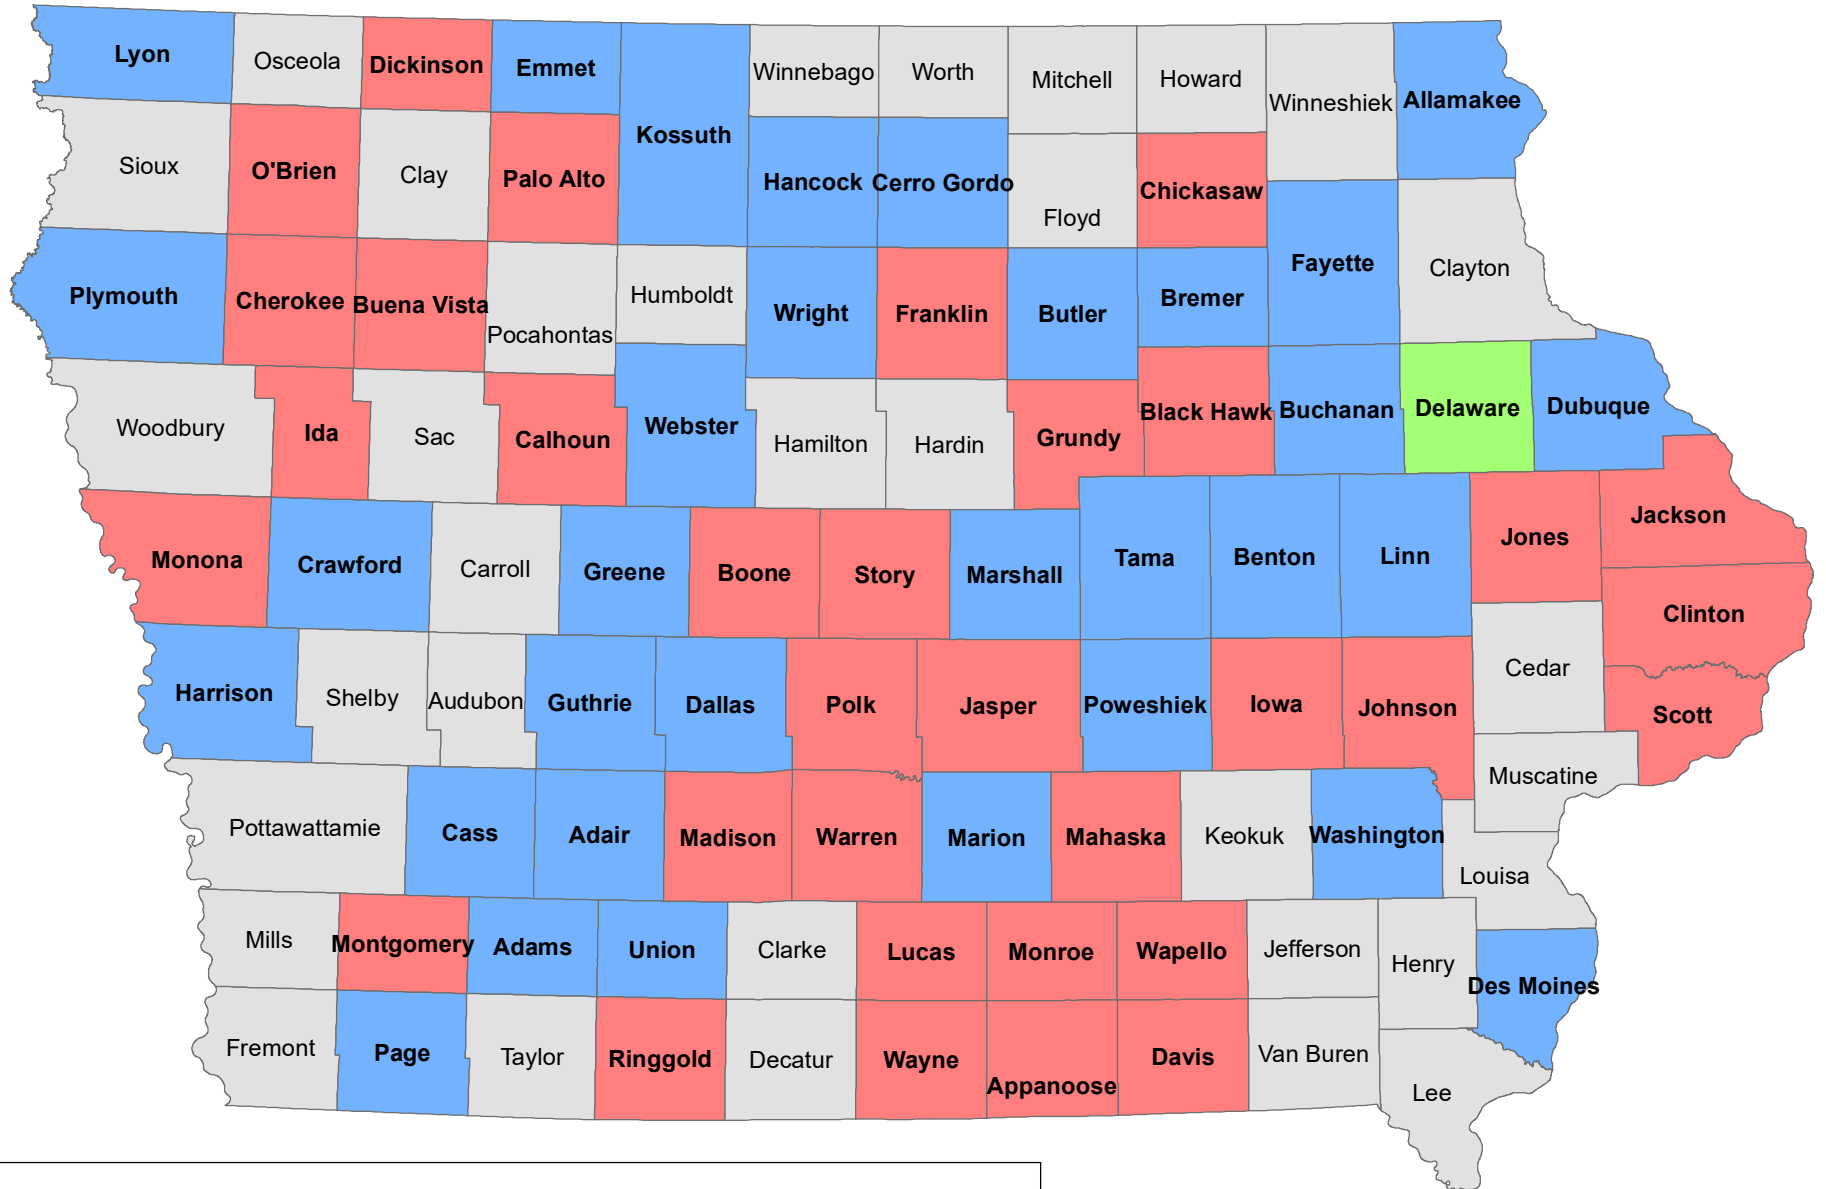 Lyon
Osceola
Dickinson
Emmet
Kossuth
Winnebago
Worth
Mitchell
Howard
Winneshiek
Allamakee
Sioux
O'Brien
Clay
Palo Alto
Hancock
Cerro Gordo
Floyd
Chickasaw
Fayette
Clayton
Plymouth
Cherokee
Buena Vista
Pocahontas
Humboldt
Wright
Franklin
Butler
Bremer
Woodbury
Ida
Sac
Calhoun
Webster
Hamilton
Hardin
Grundy
Black Hawk
Buchanan
Delaware
Dubuque
Monona
Crawford
Carroll
Greene
Boone
Story
Marshall
Tama
Benton
Linn
Jones
Jackson
Clinton
Harrison
Shelby
Audubon
Guthrie
Dallas
Polk
Jasper
Poweshiek
Iowa
Johnson
Cedar
Scott
Muscatine
Pottawattamie
Cass
Adair
Madison
Warren
Marion
Mahaska
Keokuk
Washington
Louisa
Mills
Montgomery
Adams
Union
Clarke
Lucas
Monroe
Wapello
Jefferson
Henry
Des Moines
Fremont
Page
Taylor
Ringgold
Decatur
Wayne
Appanoose
Davis
Van Buren
Lee